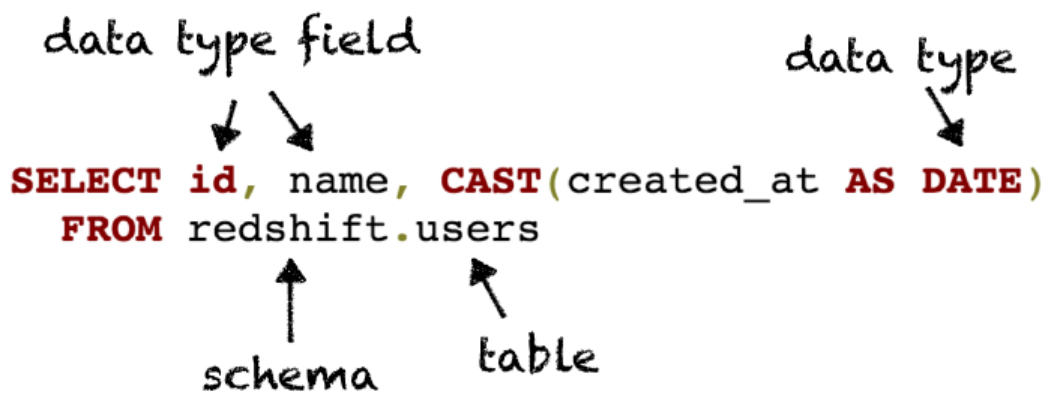 data type field
data type
SELECT id, name, CAST(created_at AS DATE)
FROM redshift.users
schema
table